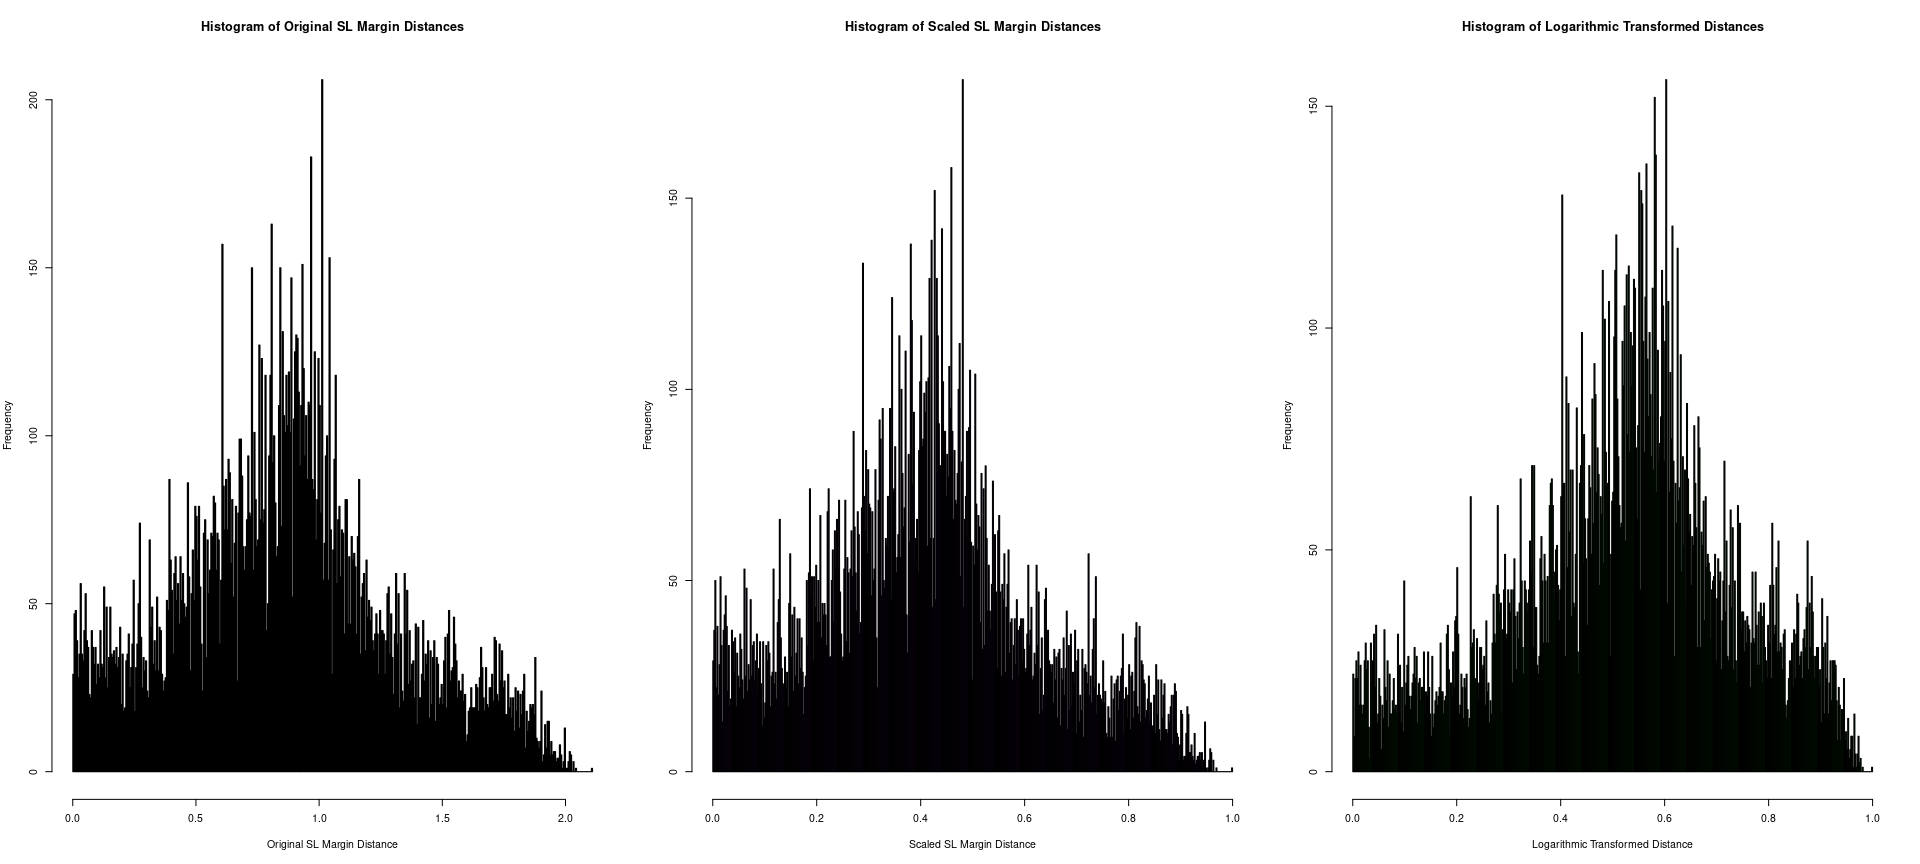 Histogram of Original SL Margin Distances
Frequency
200
150
100
50
0
0.0 0.5 1.0 1.5 2.0
Original SL Margin Distance
Histogram of Scaled SL Margin Distances
Frequency
150
100
50
0
0.0 0.2 0.4 0.6 0.8 1.0
Scaled SL Margin Distance
Histogram of Logarithmic Transformed Distances
Frequency
150
100
50
0
0.0 0.2 0.4 0.6 0.8 1.0
Logarithmic Transformed Distance